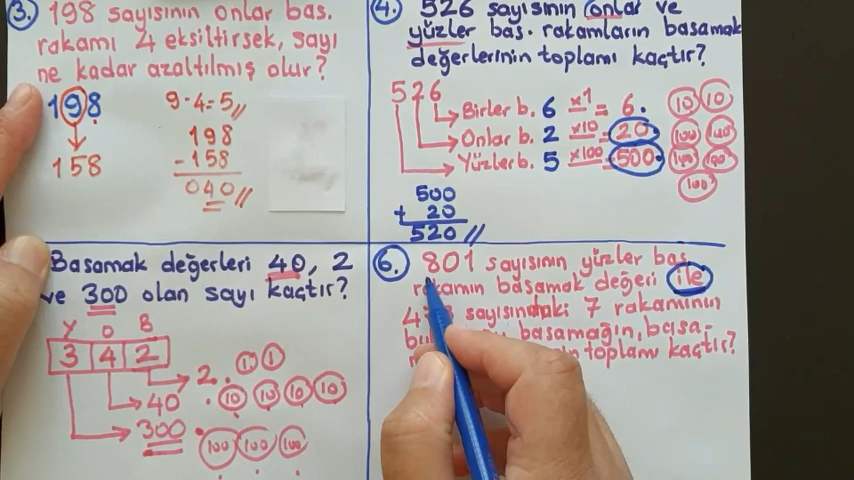 3. 198 sayısının onlar bas.
rakamı 4 eksiltirsek, sayı
ne kadar azaltılmış olur?
198
158
9-4=5
198
-158
040
4. 526 sayısının onlar ve
yüzler bas. rakamların basamak
değerlerinin toplamı kaçtır?
526
Birler b. 6 x1 = 6.
Onlar b. 2 x10 = 20.
Yüzler b. 5 x100 = 500.
10 10
100 100
100 100
100
500
+ 20
520
Basamak değerleri 40, 2
ve 300 olan sayı kaçtır?
Y O B
3 4 2
2. 1 1
40 10 10 10 10
300 100 100 100
6. 801 sayısının yüzler bas.
rakamın basamak değeri ile
sayısındaki 7 rakamının
basamağın, basa-
toplamı kaçtır?